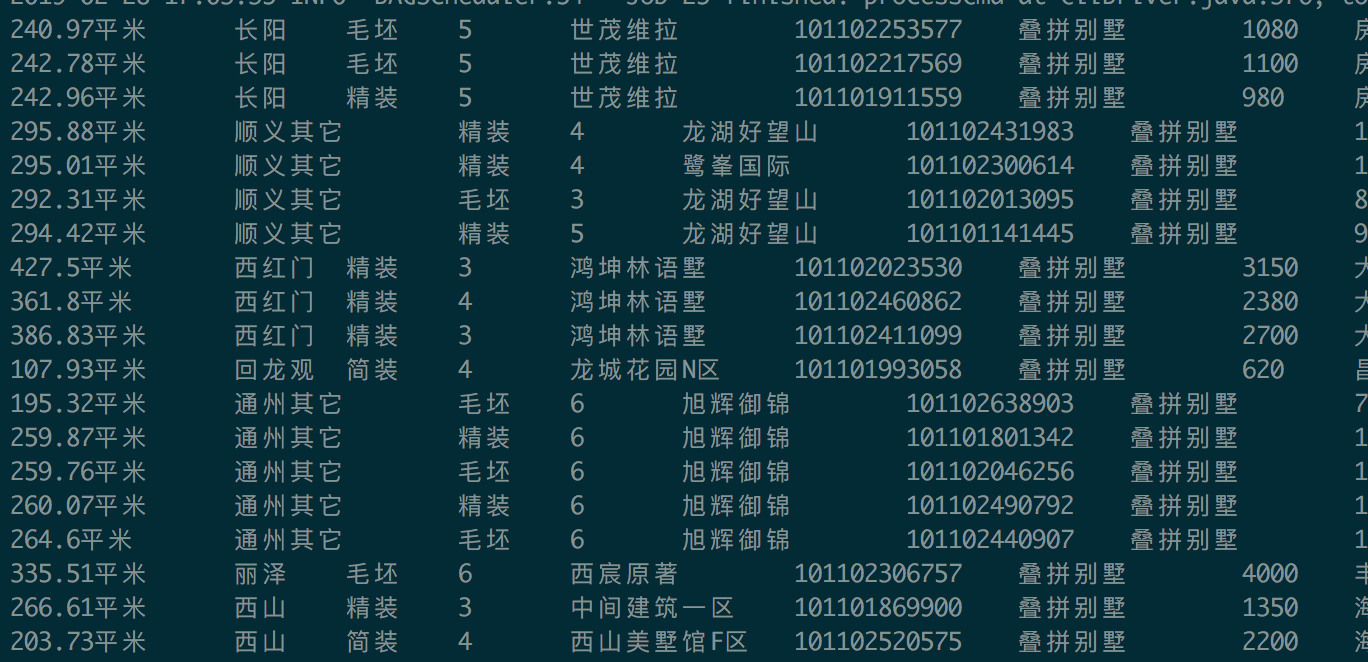 240.97平米 长阳 毛坯 5 世茂维拉 101102253577 叠拼别墅 1080
242.78平米 长阳 毛坯 5 世茂维拉 101102217569 叠拼别墅 1100
242.96平米 长阳 精装 5 世茂维拉 101101911559 叠拼别墅 980
295.88平米 顺义其它 精装 4 龙湖好望山 101102431983 叠拼别墅 1
295.01平米 顺义其它 精装 4 鹭峯国际 101102300614 叠拼别墅 1
292.31平米 顺义其它 毛坯 3 龙湖好望山 101102013095 叠拼别墅 8
294.42平米 顺义其它 精装 5 龙湖好望山 101101141445 叠拼别墅 9
427.5平米 西红门 精装 3 鸿坤林语墅 101102023530 叠拼别墅 3150
361.8平米 西红门 精装 4 鸿坤林语墅 101102460862 叠拼别墅 2380
386.83平米 西红门 精装 3 鸿坤林语墅 101102411099 叠拼别墅 2700
107.93平米 回龙观 简装 4 龙城花园N区 101101993058 叠拼别墅 620
195.32平米 通州其它 毛坯 6 旭辉御锦 101102638903 叠拼别墅 7
259.87平米 通州其它 精装 6 旭辉御锦 101101801342 叠拼别墅 1
259.76平米 通州其它 毛坯 6 旭辉御锦 101102046256 叠拼别墅 1
260.07平米 通州其它 精装 6 旭辉御锦 101102490792 叠拼别墅 1
264.6平米 通州其它 毛坯 6 旭辉御锦 101102440907 叠拼别墅 1
335.51平米 丽泽 毛坯 6 西宸原著 101102306757 叠拼别墅 4000
266.61平米 西山 精装 3 中间建筑一区 101101869900 叠拼别墅 1350
203.73平米 西山 简装 4 西山美墅馆F区 101102520575 叠拼别墅 2200